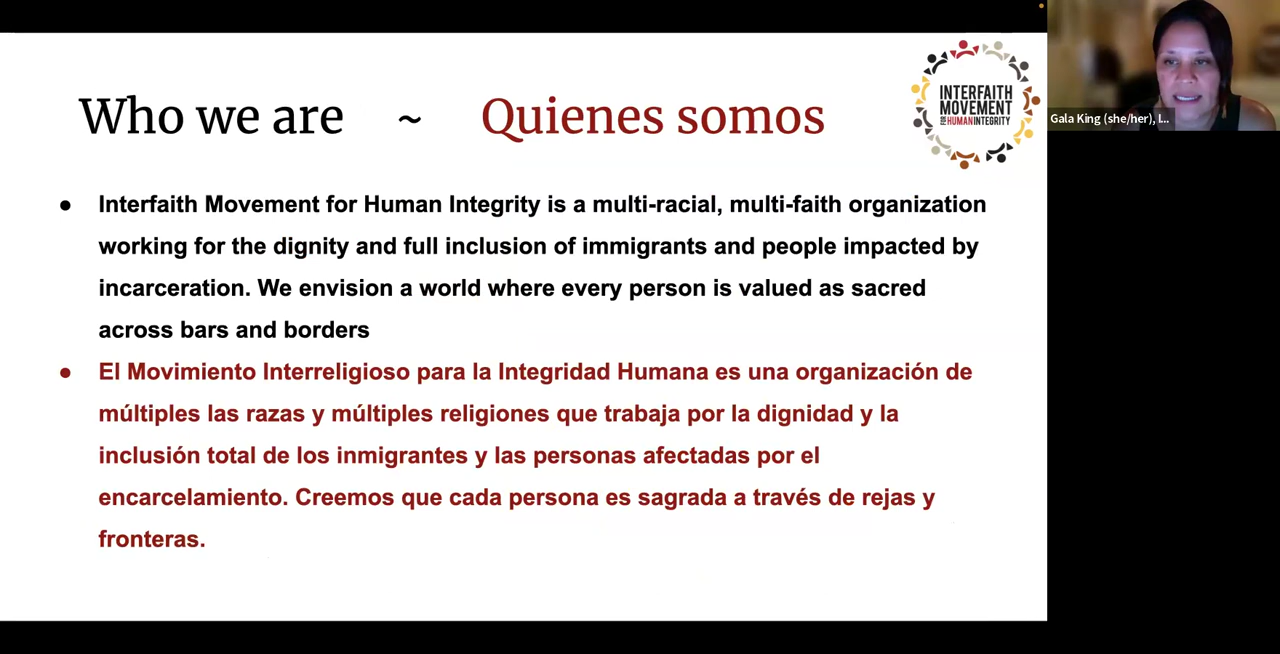 Who we are ~ Quienes somos
INTERFAITH
MOVEMENT
FOR HUMAN INTEGRITY
Gala King (she/her), I...
● Interfaith Movement for Human Integrity is a multi-racial, multi-faith organization
working for the dignity and full inclusion of immigrants and people impacted by
incarceration. We envision a world where every person is valued as sacred
across bars and borders
● El Movimiento Interreligioso para la Integridad Humana es una organización de
múltiples las razas y múltiples religiones que trabaja por la dignidad y la
inclusión total de los inmigrantes y las personas afectadas por el
encarcelamiento. Creemos que cada persona es sagrada a través de rejas y
fronteras.